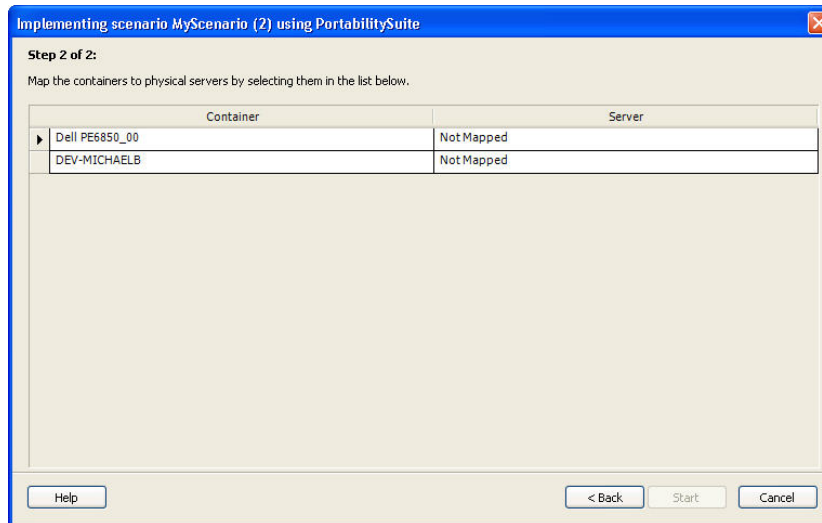 Implementing scenario MyScenario (2) using PortabilitySuite
Step 2 of 2:
Map the containers to physical servers by selecting them in the list below.
Container Server
Dell PE6850_00 Not Mapped
DEV-MICHAELB Not Mapped
Help < Back Start Cancel